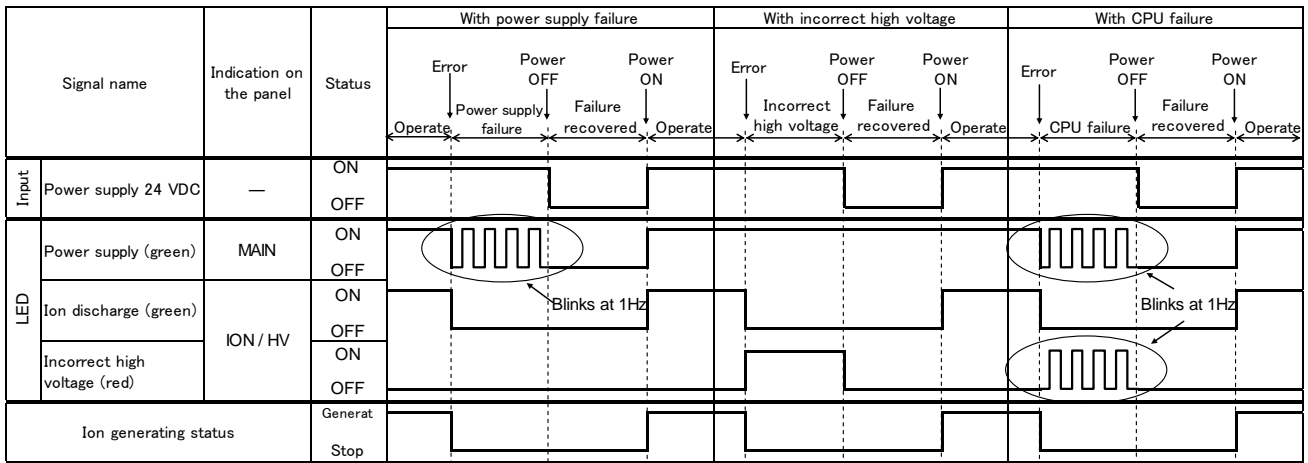 With power supply failure
With incorrect high voltage
With CPU failure
Signal name
Indication on
the panel
Status
Error
Power
OFF
Power
ON
Operate
Power supply
failure
Failure
recovered
Operate
Error
Power
OFF
Power
ON
Incorrect
high voltage
Failure
recovered
Operate
Error
Power
OFF
Power
ON
CPU failure
Failure
recovered
Operate
Input
Power supply 24 VDC
—
ON
OFF
LED
Power supply (green)
MAIN
ON
OFF
Blinks at 1Hz
Blinks at 1Hz
Ion discharge (green)
ION / HV
ON
OFF
Incorrect high
voltage (red)
ON
OFF
Ion generating status
Generat
Stop